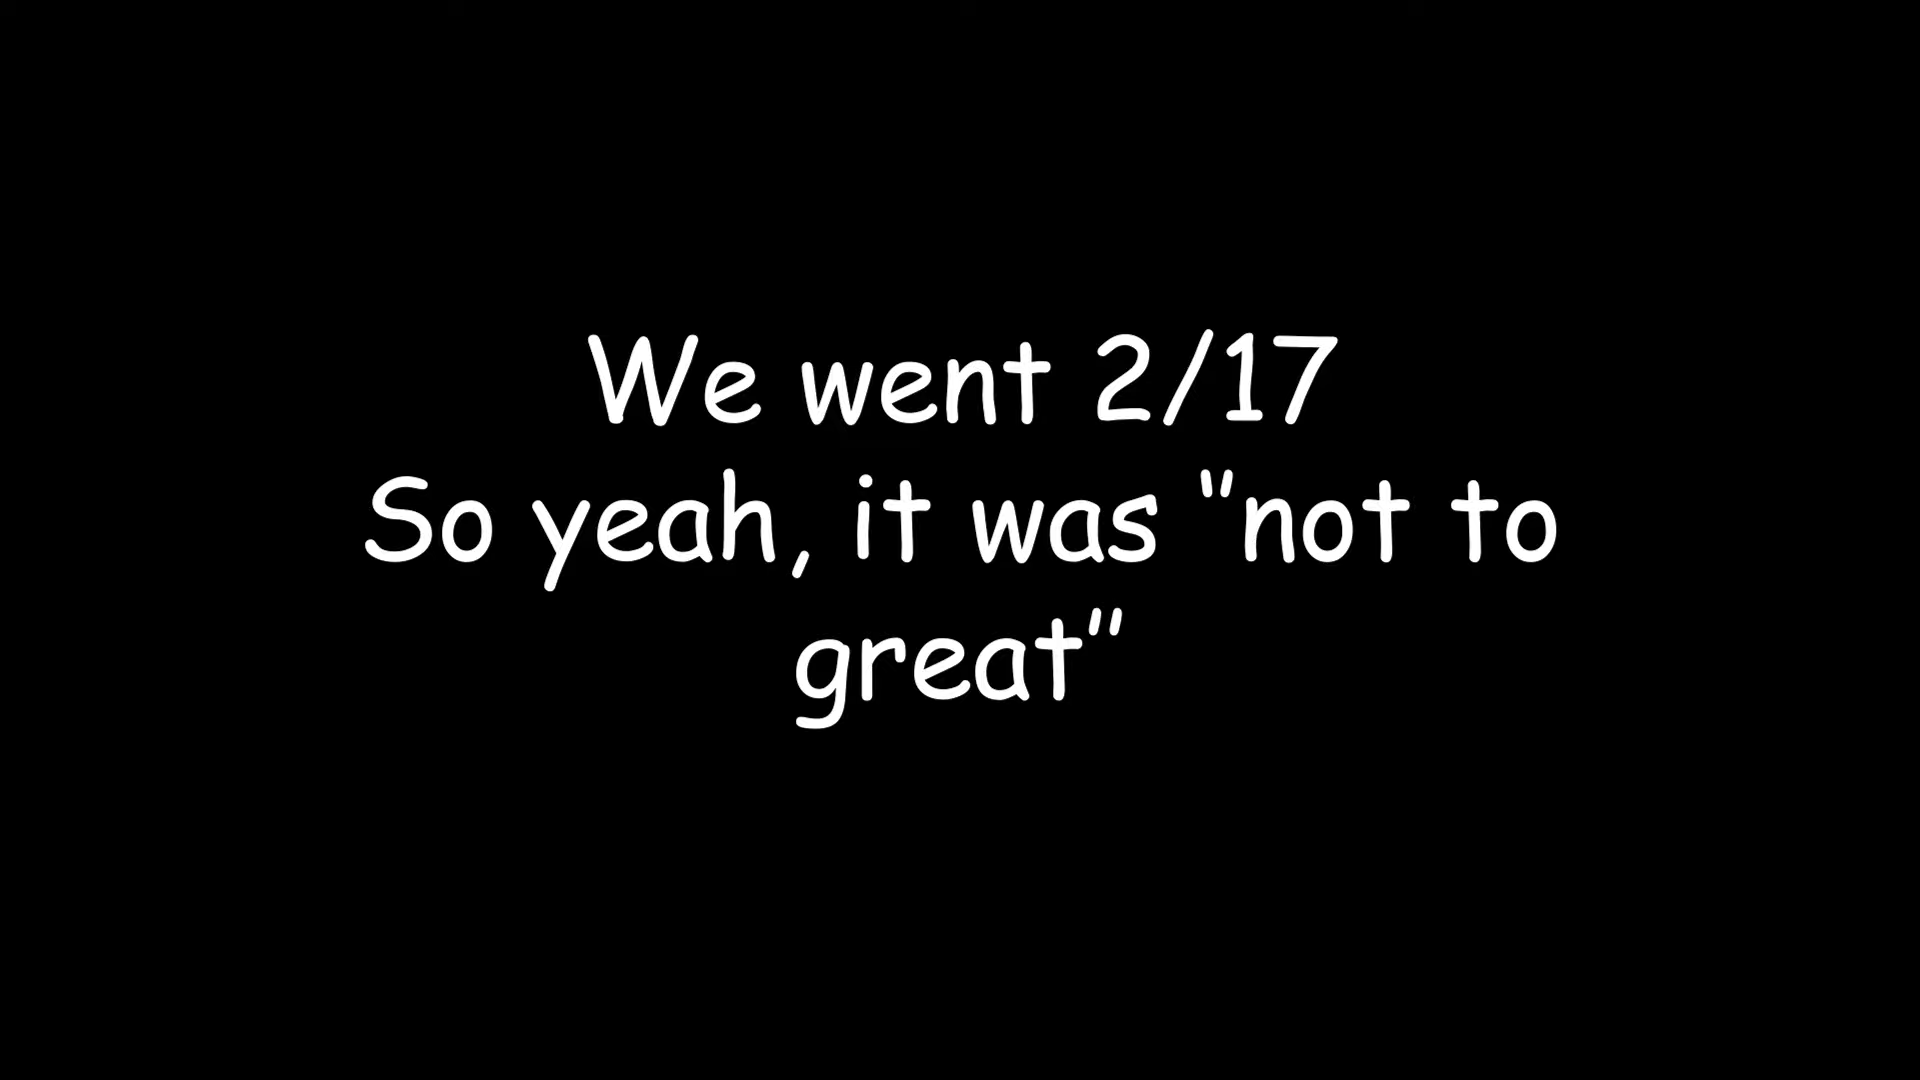 We went 2/17
So yeah, it was "not to
great"